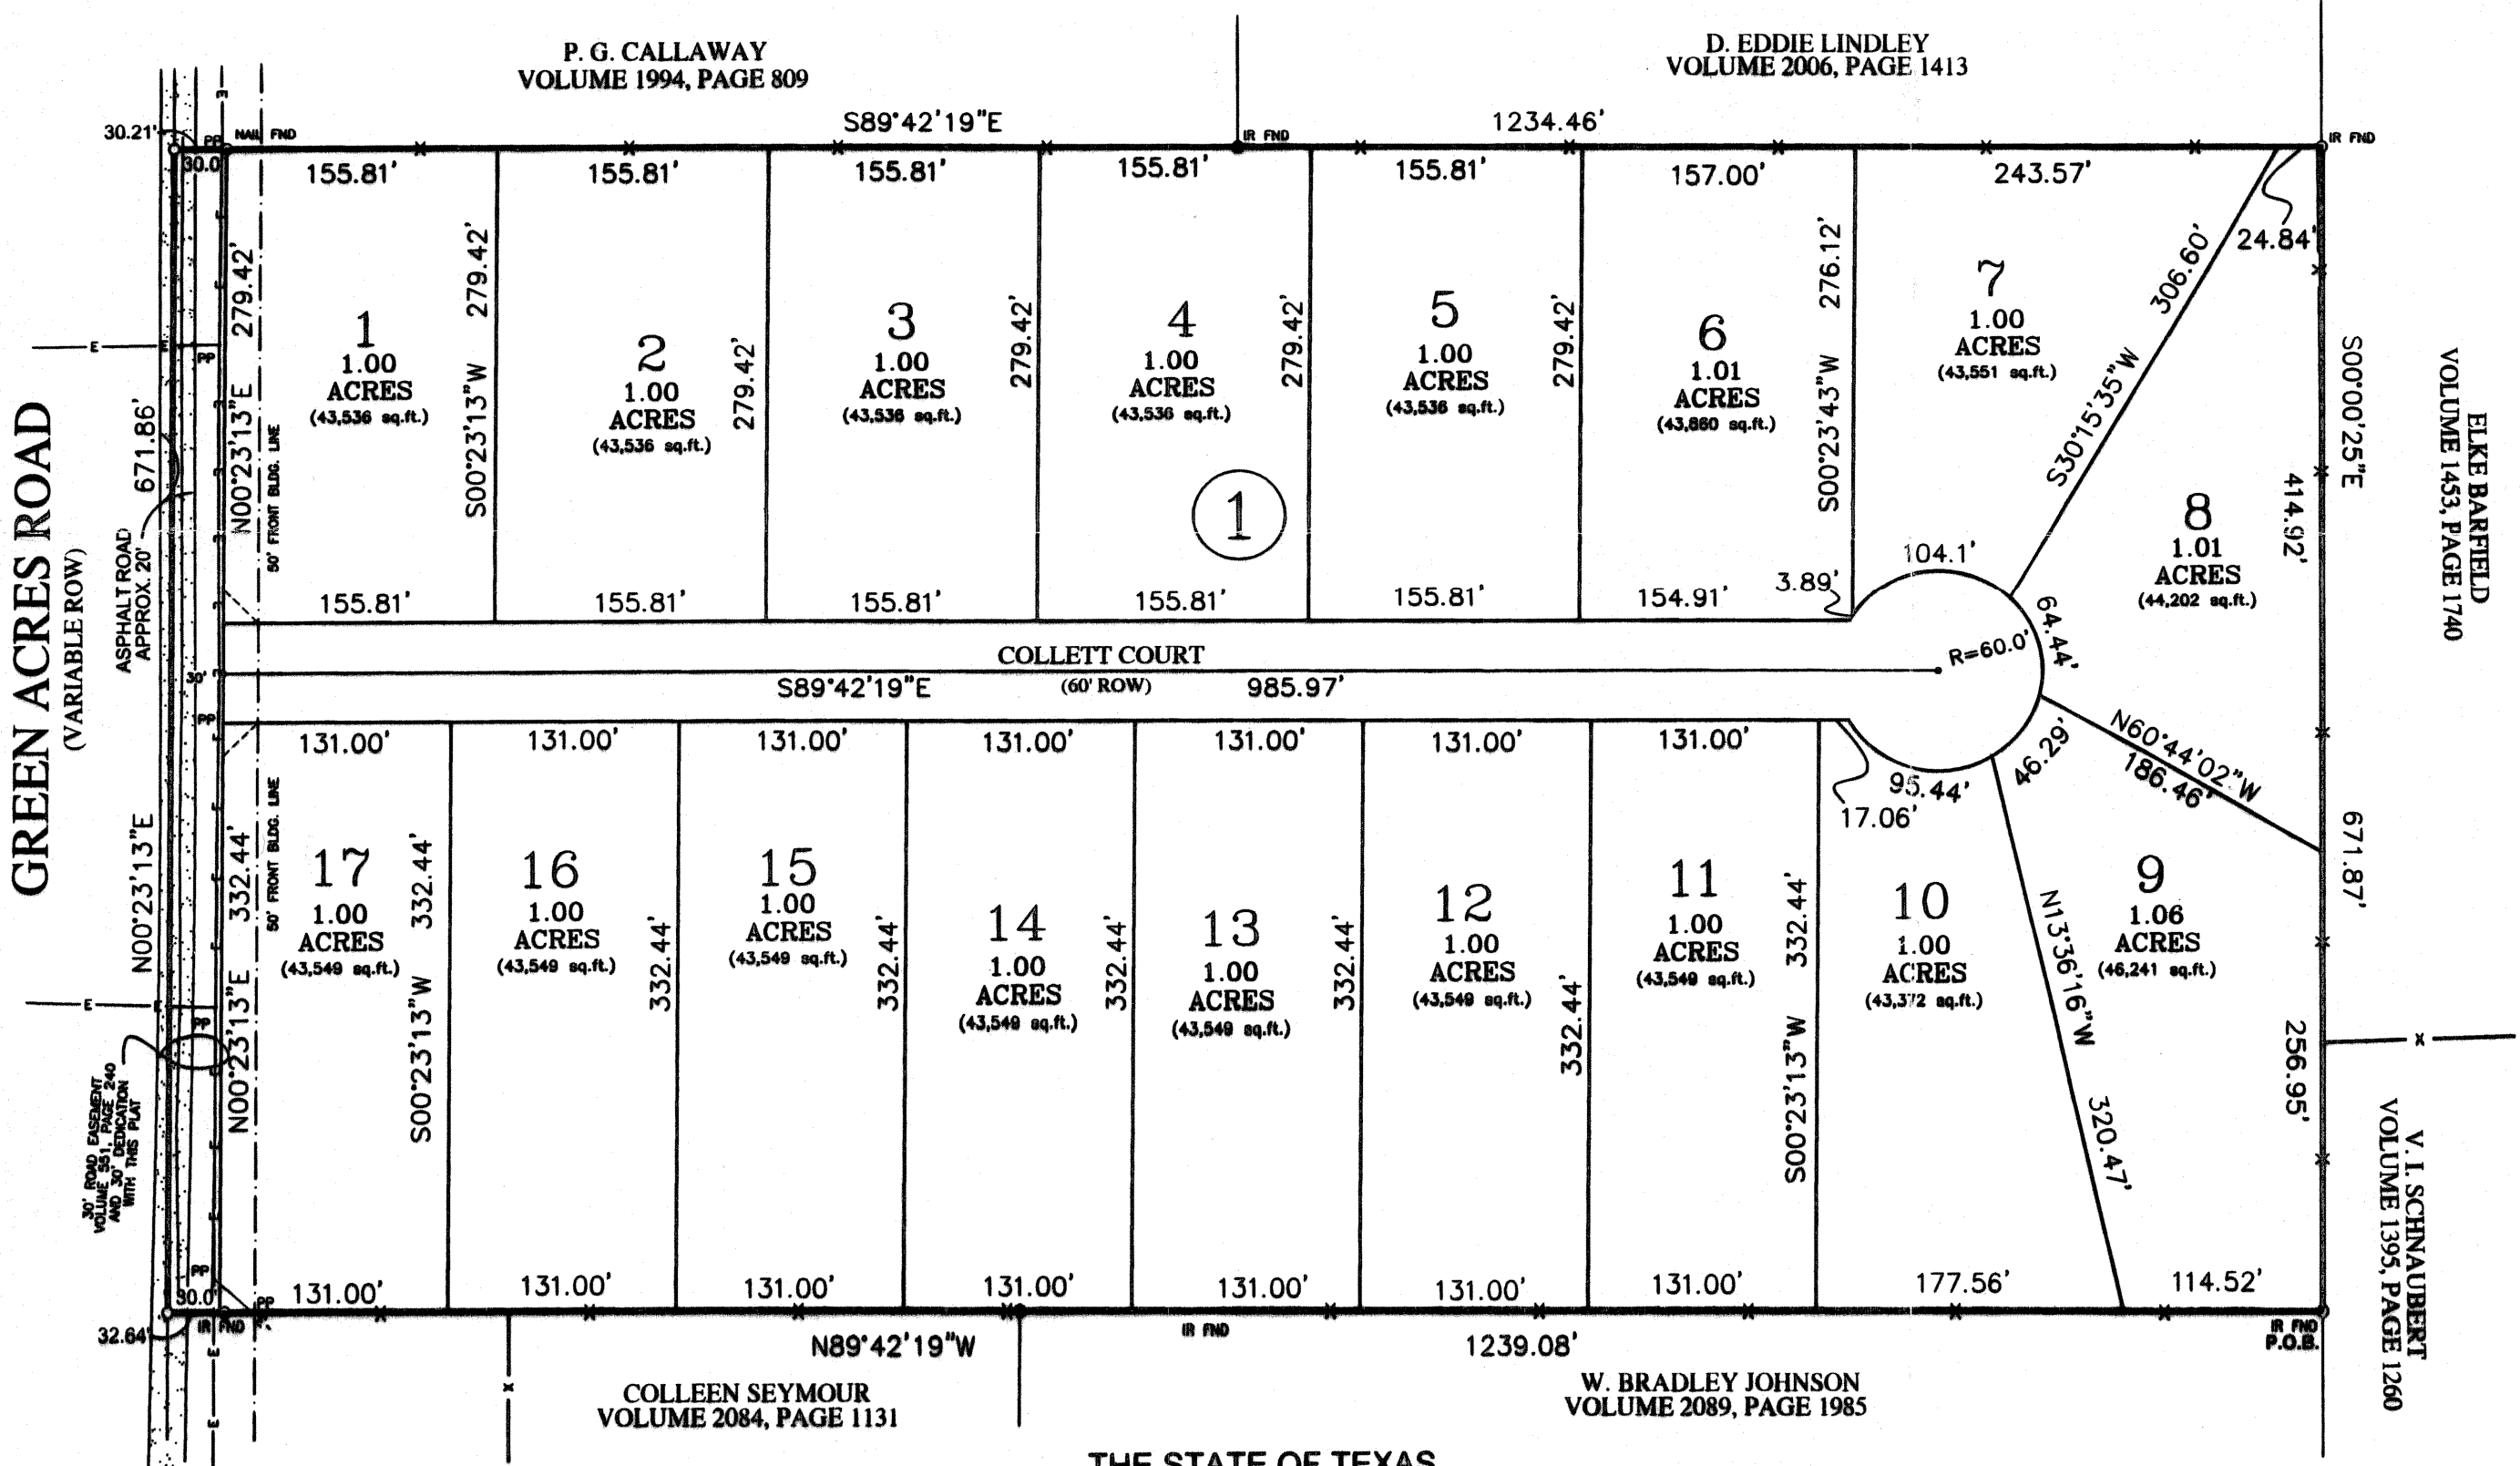 P. G. CALLAWAY
VOLUME 1994, PAGE 809
D. EDDIE LINDLEY
VOLUME 2006, PAGE 1413
S89°42'19"E
1234.46'
30.21'
PP
NAIL FND
IR FND
IR FND
30.0'
155.81'
155.81'
155.81'
155.81'
155.81'
157.00'
243.57'
24.84'
279.42'
N00°23'13"E
50' FRONT BLDG. LINE
1
1.00
ACRES
(43,536 sq.ft.)
S00°23'13"W 279.42'
2
1.00
ACRES
(43,536 sq.ft.)
279.42'
3
1.00
ACRES
(43,536 sq.ft.)
279.42'
4
1.00
ACRES
(43,536 sq.ft.)
279.42'
5
1.00
ACRES
(43,536 sq.ft.)
279.42'
6
1.01
ACRES
(43,860 sq.ft.)
S00°23'43"W 276.12'
7
1.00
ACRES
(43,551 sq.ft.)
S30°15'35"W 306.60'
8
1.01
ACRES
(44,202 sq.ft.)
414.92'
S00°00'25"E
671.87'
ELKE BARFIELD
VOLUME 1453, PAGE 1740
1
155.81'
155.81'
155.81'
155.81'
155.81'
154.91'
3.89'
104.1'
64.44'
R=60.0'
COLLETT COURT
(60' ROW)
S89°42'19"E
985.97'
30'
PP
PP
E
E
GREEN ACRES ROAD
(VARIABLE ROW)
ASPHALT ROAD
APPROX. 20'
671.86'
N00°23'13"E
131.00'
131.00'
131.00'
131.00'
131.00'
131.00'
131.00'
17.06'
95.44'
46.29'
N60°44'02"W
186.46'
N00°23'13"E 332.44'
50' FRONT BLDG. LINE
17
1.00
ACRES
(43,549 sq.ft.)
S00°23'13"W 332.44'
16
1.00
ACRES
(43,549 sq.ft.)
332.44'
15
1.00
ACRES
(43,549 sq.ft.)
332.44'
14
1.00
ACRES
(43,549 sq.ft.)
332.44'
13
1.00
ACRES
(43,549 sq.ft.)
332.44'
12
1.00
ACRES
(43,549 sq.ft.)
332.44'
11
1.00
ACRES
(43,549 sq.ft.)
S00°23'13"W 332.44'
10
1.00
ACRES
(43,372 sq.ft.)
N13°36'16"W 320.47'
9
1.06
ACRES
(46,241 sq.ft.)
256.95'
V. I. SCHNAUBERT
VOLUME 1395, PAGE 1260
E
E
PP
30' ROAD EASEMENT
VOLUME 551, PAGE 240
AND 30' DEDICATION
WITH THIS PLAT
PP
30.0'
PP
131.00'
131.00'
131.00'
131.00'
131.00'
131.00'
131.00'
177.56'
114.52'
32.64'
IR FND
N89°42'19"W
IR FND
1239.08'
IR FND
P.O.B.
COLLEEN SEYMOUR
VOLUME 2084, PAGE 1131
W. BRADLEY JOHNSON
VOLUME 2089, PAGE 1985
THE STATE OF TEXAS